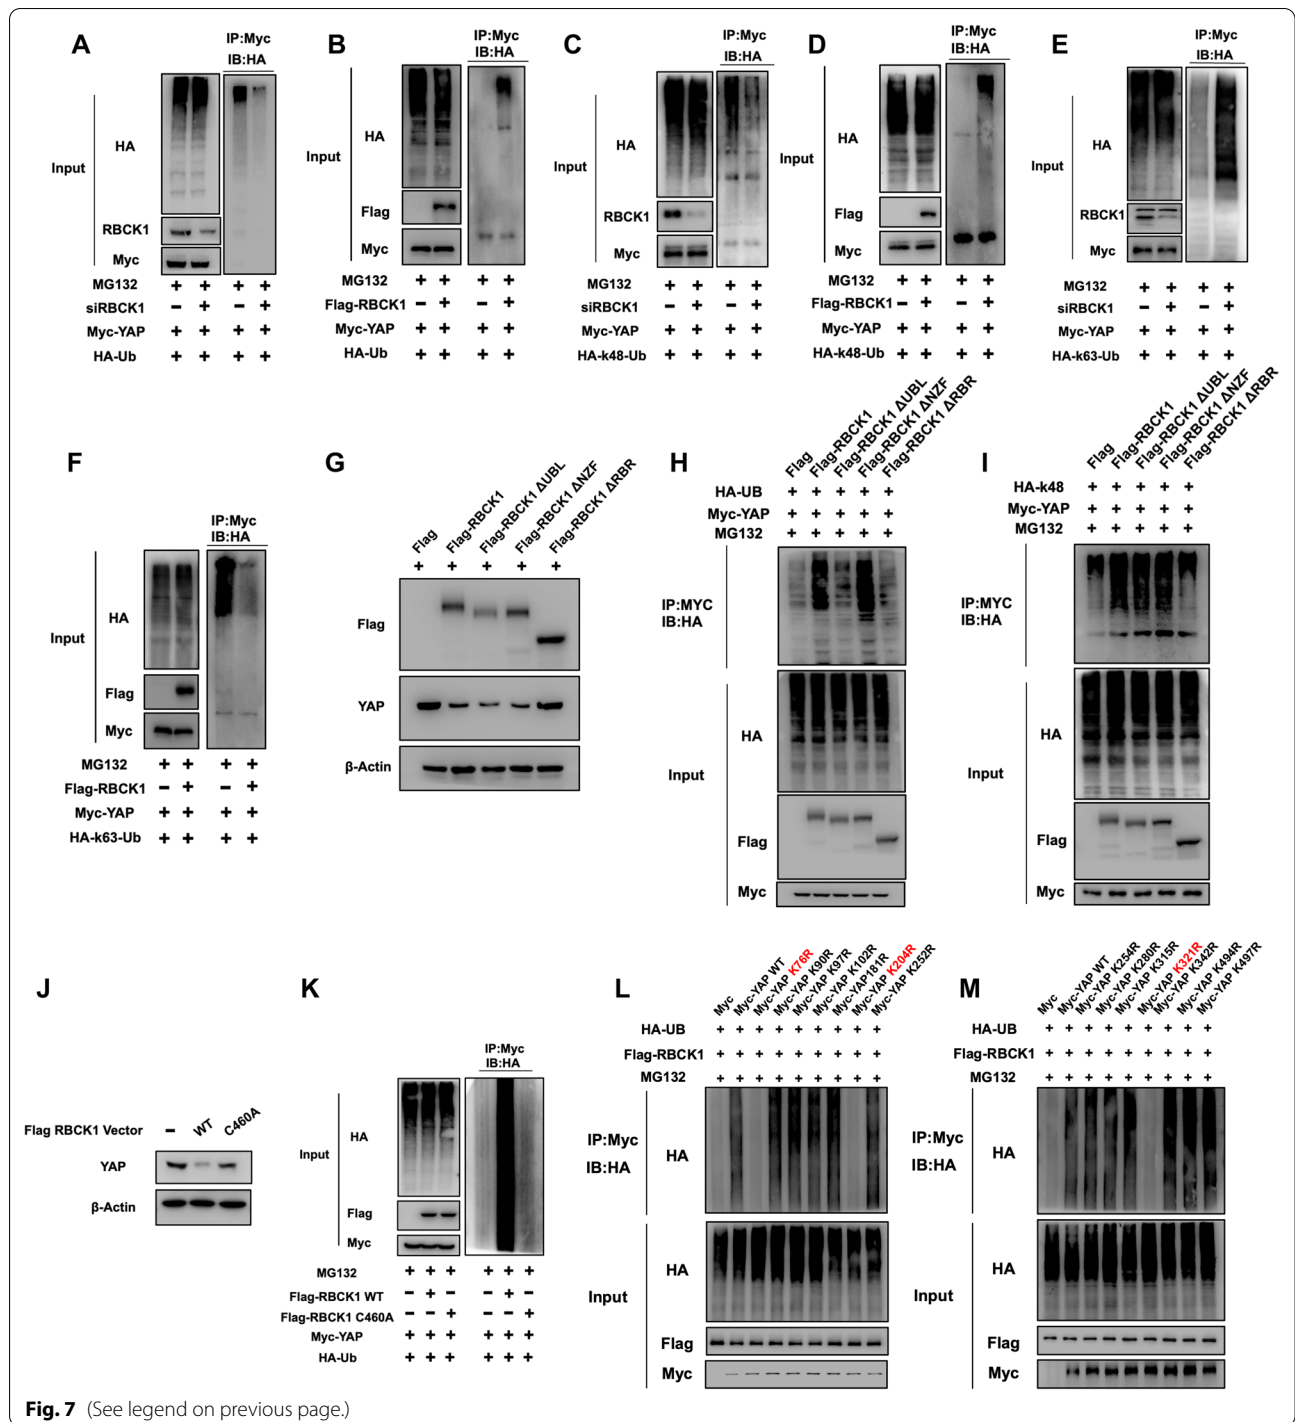 A
IP:Myc
IB:HA
Input
HA
RBCK1
Myc
MG132 + + + +
siRBCK1 − + − +
Myc-YAP + + + +
HA-Ub + + + +
B
IP:Myc
IB:HA
Input
HA
Flag
Myc
MG132 + + + +
Flag-RBCK1 − + − +
Myc-YAP + + + +
HA-Ub + + + +
C
IP:Myc
IB:HA
Input
HA
RBCK1
Myc
MG132 + + + +
siRBCK1 − + − +
Myc-YAP + + + +
HA-k48-Ub + + + +
D
IP:Myc
IB:HA
Input
HA
Flag
Myc
MG132 + + + +
Flag-RBCK1 − + − +
Myc-YAP + + + +
HA-k48-Ub + + + +
E
IP:Myc
IB:HA
Input
HA
RBCK1
Myc
MG132 + + + +
siRBCK1 − + − +
Myc-YAP + + + +
HA-k63-Ub + + + +
F
IP:Myc
IB:HA
Input
HA
Flag
Myc
MG132 + + + +
Flag-RBCK1 − + − +
Myc-YAP + + + +
HA-k63-Ub + + + +
G
Flag
Flag-RBCK1
Flag-RBCK1 ΔUBL
Flag-RBCK1 ΔNZF
Flag-RBCK1 ΔRBR
+ + + + +
Flag
YAP
β-Actin
H
Flag
Flag-RBCK1
Flag-RBCK1 ΔUBL
Flag-RBCK1 ΔNZF
Flag-RBCK1 ΔRBR
HA-UB + + + + +
Myc-YAP + + + + +
MG132 + + + + +
IP:MYC
IB:HA
Input
HA
Flag
Myc
I
Flag
Flag-RBCK1
Flag-RBCK1 ΔUBL
Flag-RBCK1 ΔNZF
Flag-RBCK1 ΔRBR
HA-k48 + + + + +
Myc-YAP + + + + +
MG132 + + + + +
IP:MYC
IB:HA
Input
HA
Flag
Myc
J
Flag RBCK1 Vector − WT C460A
YAP
β-Actin
K
IP:Myc
IB:HA
Input
HA
Flag
Myc
MG132 + + + + + +
Flag-RBCK1 WT − + − − + −
Flag-RBCK1 C460A − − + − − +
Myc-YAP + + + + + +
HA-Ub + + + + + +
L
Myc
Myc-YAP WT
Myc-YAP K76R
Myc-YAP K90R
Myc-YAP K97R
Myc-YAP K102R
Myc-YAP181R
Myc-YAP K204R
Myc-YAP K252R
HA-UB + + + + + + + + +
Flag-RBCK1 + + + + + + + + +
MG132 + + + + + + + + +
IP:Myc
IB:HA
HA
Input
HA
Flag
Myc
M
Myc
Myc-YAP WT
Myc-YAP K254R
Myc-YAP K280R
Myc-YAP K315R
Myc-YAP K321R
Myc-YAP K342R
Myc-YAP K494R
Myc-YAP K497R
HA-UB + + + + + + + + +
Flag-RBCK1 + + + + + + + + +
MG132 + + + + + + + + +
IP:Myc
IB:HA
HA
Input
HA
Flag
Myc
Fig. 7 (See legend on previous page.)